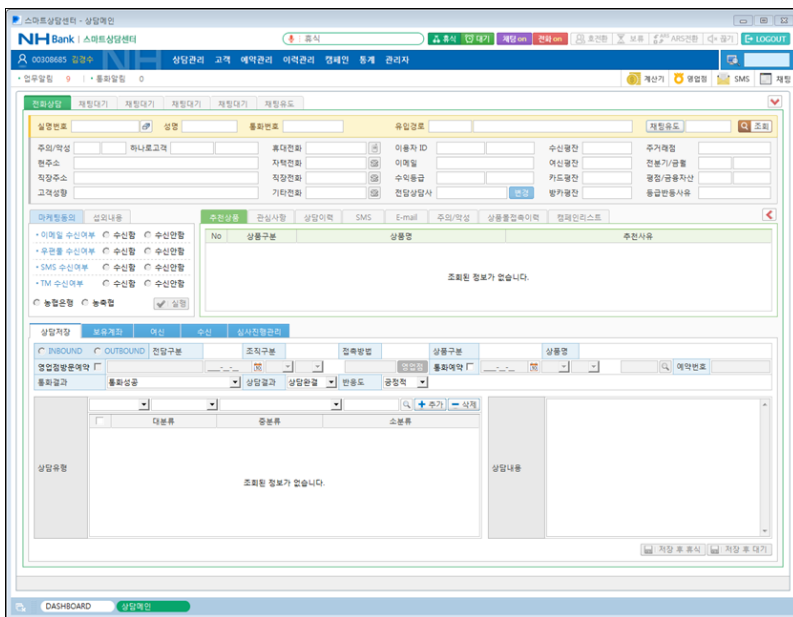 스마트상담센터 - 상담메인
NH Bank | 스마트상담센터 휴식 휴식 대기 채팅on 전화on 호전환 보류 ARS전환 끊기 LOGOUT
00308685 김경수 상담관리 고객 예약관리 이력관리 캠페인 통계 관리자
• 업무알림 9 | • 통화알림 0 계산기 영업점 SMS 채팅
전화상담 채팅대기 채팅대기 채팅대기 채팅대기 채팅유도
실명번호 성명 통화번호 유입경로 채팅유도 조회
주의/악성 하나로고객 휴대전화 이용자 ID 수신평잔 주거래점
현주소 자택전화 이메일 여신평잔 전분기/금월
직장주소 직장전화 수익등급 카드평잔 평점/금융자산
고객성향 기타전화 전담상담사 변경 방카평잔 등급반동사유
마케팅동의 섭외내용 추천상품 관심사항 상담이력 SMS E-mail 주의/악성 상품별접촉이력 캠페인리스트
• 이메일 수신여부 수신함 수신안함 No 상품구분 상품명 추천사유
• 우편물 수신여부 수신함 수신안함
• SMS 수신여부 수신함 수신안함
• TM 수신여부 수신함 수신안함
조회된 정보가 없습니다.
농협은행 농축협 실행
상담저장 보유계좌 여신 수신 심사진행관리
INBOUND OUTBOUND 전담구분 조직구분 접촉방법 상품구분 상품명
영업점방문예약 ___-_-_ 영업점 통화예약 ___-_-_ 예약번호
통화결과 통화성공 상담결과 상담완결 반응도 긍정적
추가 삭제
대분류 중분류 소분류
상담유형 조회된 정보가 없습니다. 상담내용
저장 후 휴식 저장 후 대기
DASHBOARD 상담메인